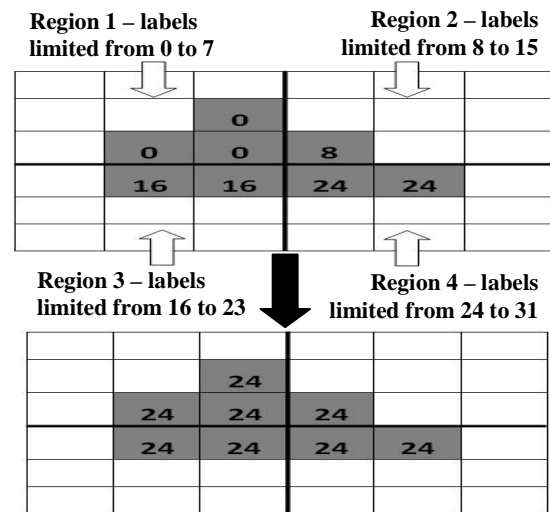 Region 1 – labels
limited from 0 to 7
Region 2 – labels
limited from 8 to 15
0
0 0 8
16 16 24 24
Region 3 – labels
limited from 16 to 23
Region 4 – labels
limited from 24 to 31
24
24 24 24
24 24 24 24